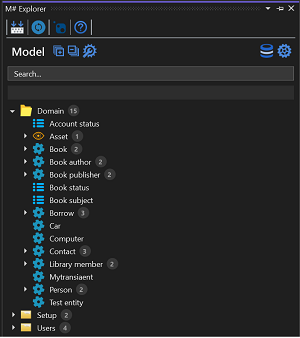 M# Explorer
Model
Search...
Domain 15
Account status
Asset 1
Book 2
Book author 2
Book publisher 2
Book status
Book subject
Borrow 3
Car
Computer
Contact 3
Library member 2
Mytransaient
Person 2
Test entity
Setup 2
Users 4